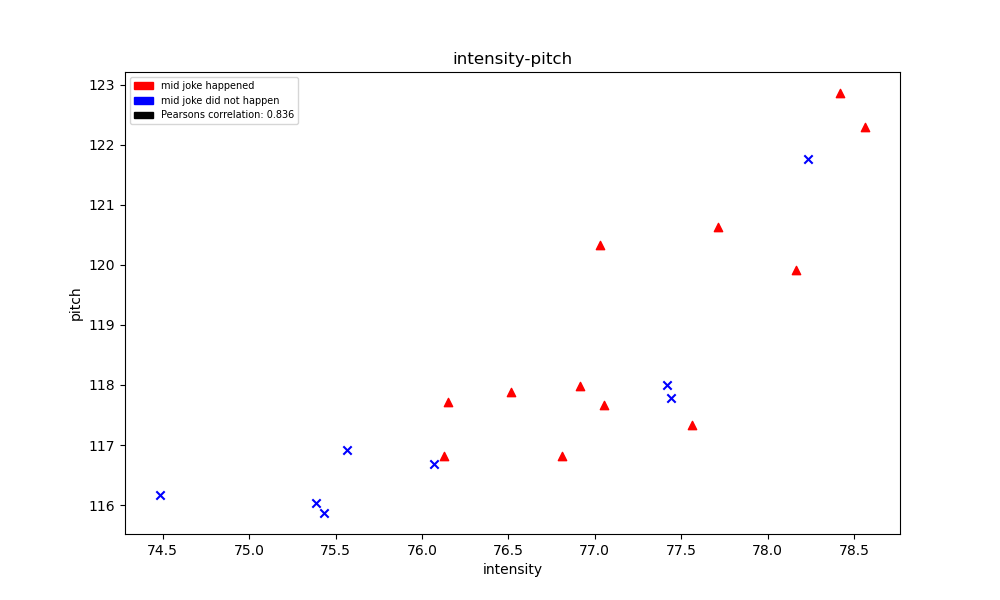 intensity-pitch
mid joke happened
mid joke did not happen
Pearsons correlation: 0.836
123
122
121
120
119
118
117
116
pitch
74.5 75.0 75.5 76.0 76.5 77.0 77.5 78.0 78.5
intensity